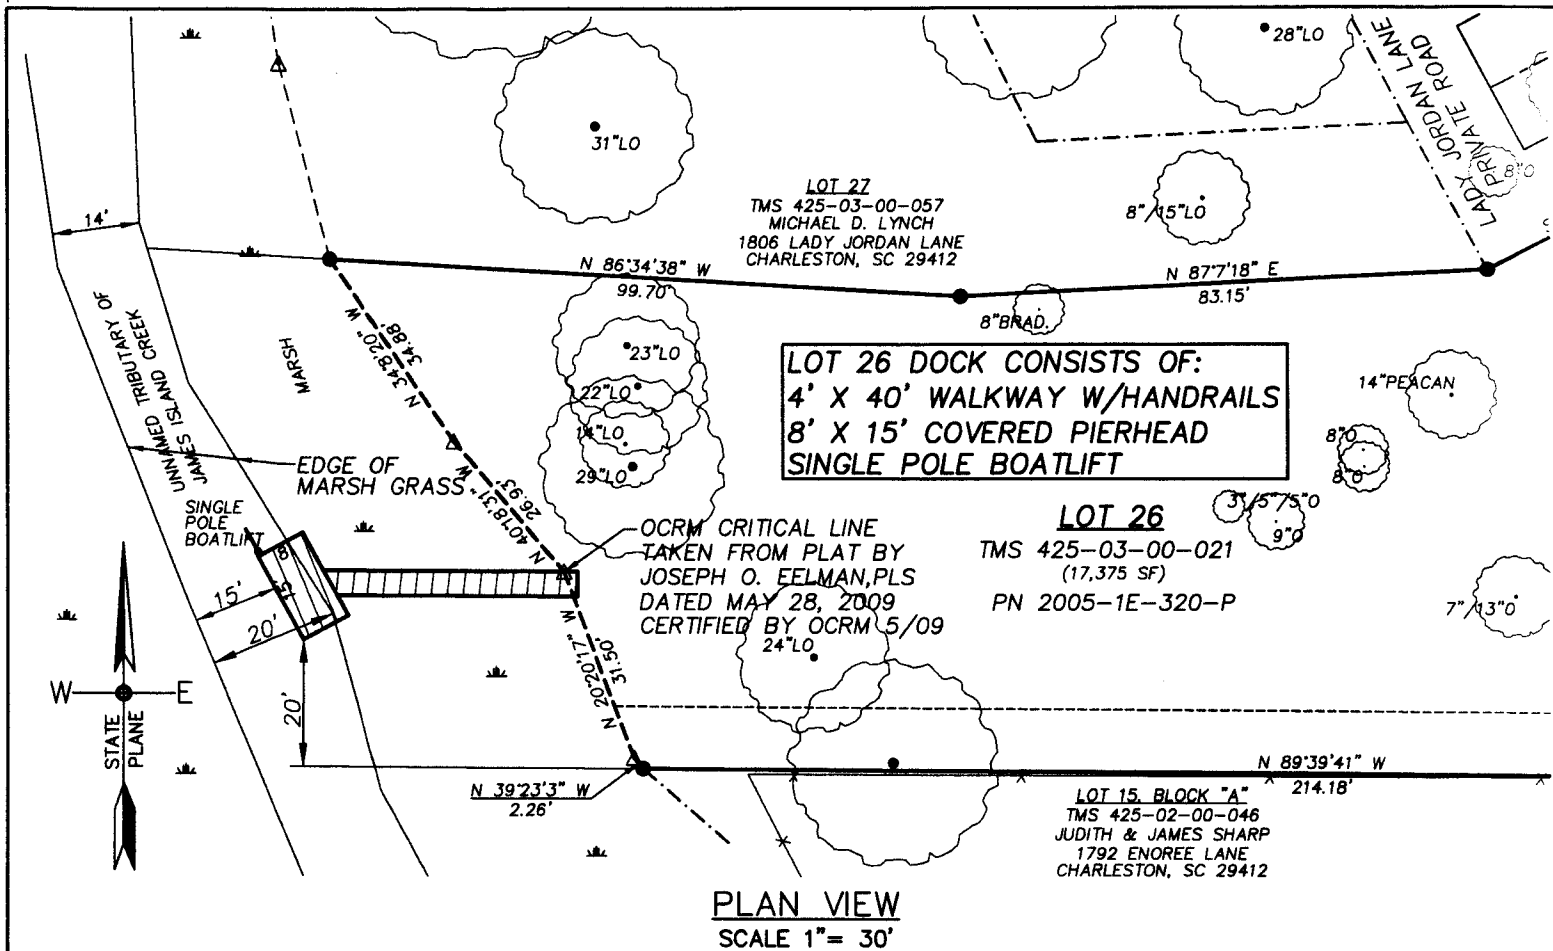 28"LO
31"LO
LADY JORDAN LANE
PRIVATE ROAD
8"O
LOT 27
TMS 425-03-00-057
MICHAEL D. LYNCH
1806 LADY JORDAN LANE
CHARLESTON, SC 29412
8"/15"LO
14'
N 86°34'38" W
99.70'
N 87°7'18" E
83.15'
8"BRAD.
UNNAMED TRIBUTARY OF
JAMES ISLAND CREEK
MARSH
N 34°8'20" W
34.88'
23"LO
22"LO
14"LO
29"LO
LOT 26 DOCK CONSISTS OF:
4' X 40' WALKWAY W/HANDRAILS
8' X 15' COVERED PIERHEAD
SINGLE POLE BOATLIFT
14"PEACAN
8"O
8"O
3"/5"/5"O
9"O
EDGE OF
MARSH GRASS
N 40°18'31" W
26.93'
SINGLE
POLE
BOATLIFT
8'
15'
15'
20'
20'
OCRM CRITICAL LINE
TAKEN FROM PLAT BY
JOSEPH O. EELMAN,PLS
DATED MAY 28, 2009
CERTIFIED BY OCRM 5/09
LOT 26
TMS 425-03-00-021
(17,375 SF)
PN 2005-1E-320-P
7"/13"O
24"LO
N 20°20'17" W
31.50'
W E
STATE PLANE
N 39°23'3" W
2.26'
N 89°39'41" W
214.18'
LOT 15, BLOCK "A"
TMS 425-02-00-046
JUDITH & JAMES SHARP
1792 ENOREE LANE
CHARLESTON, SC 29412
PLAN VIEW
SCALE 1"= 30'